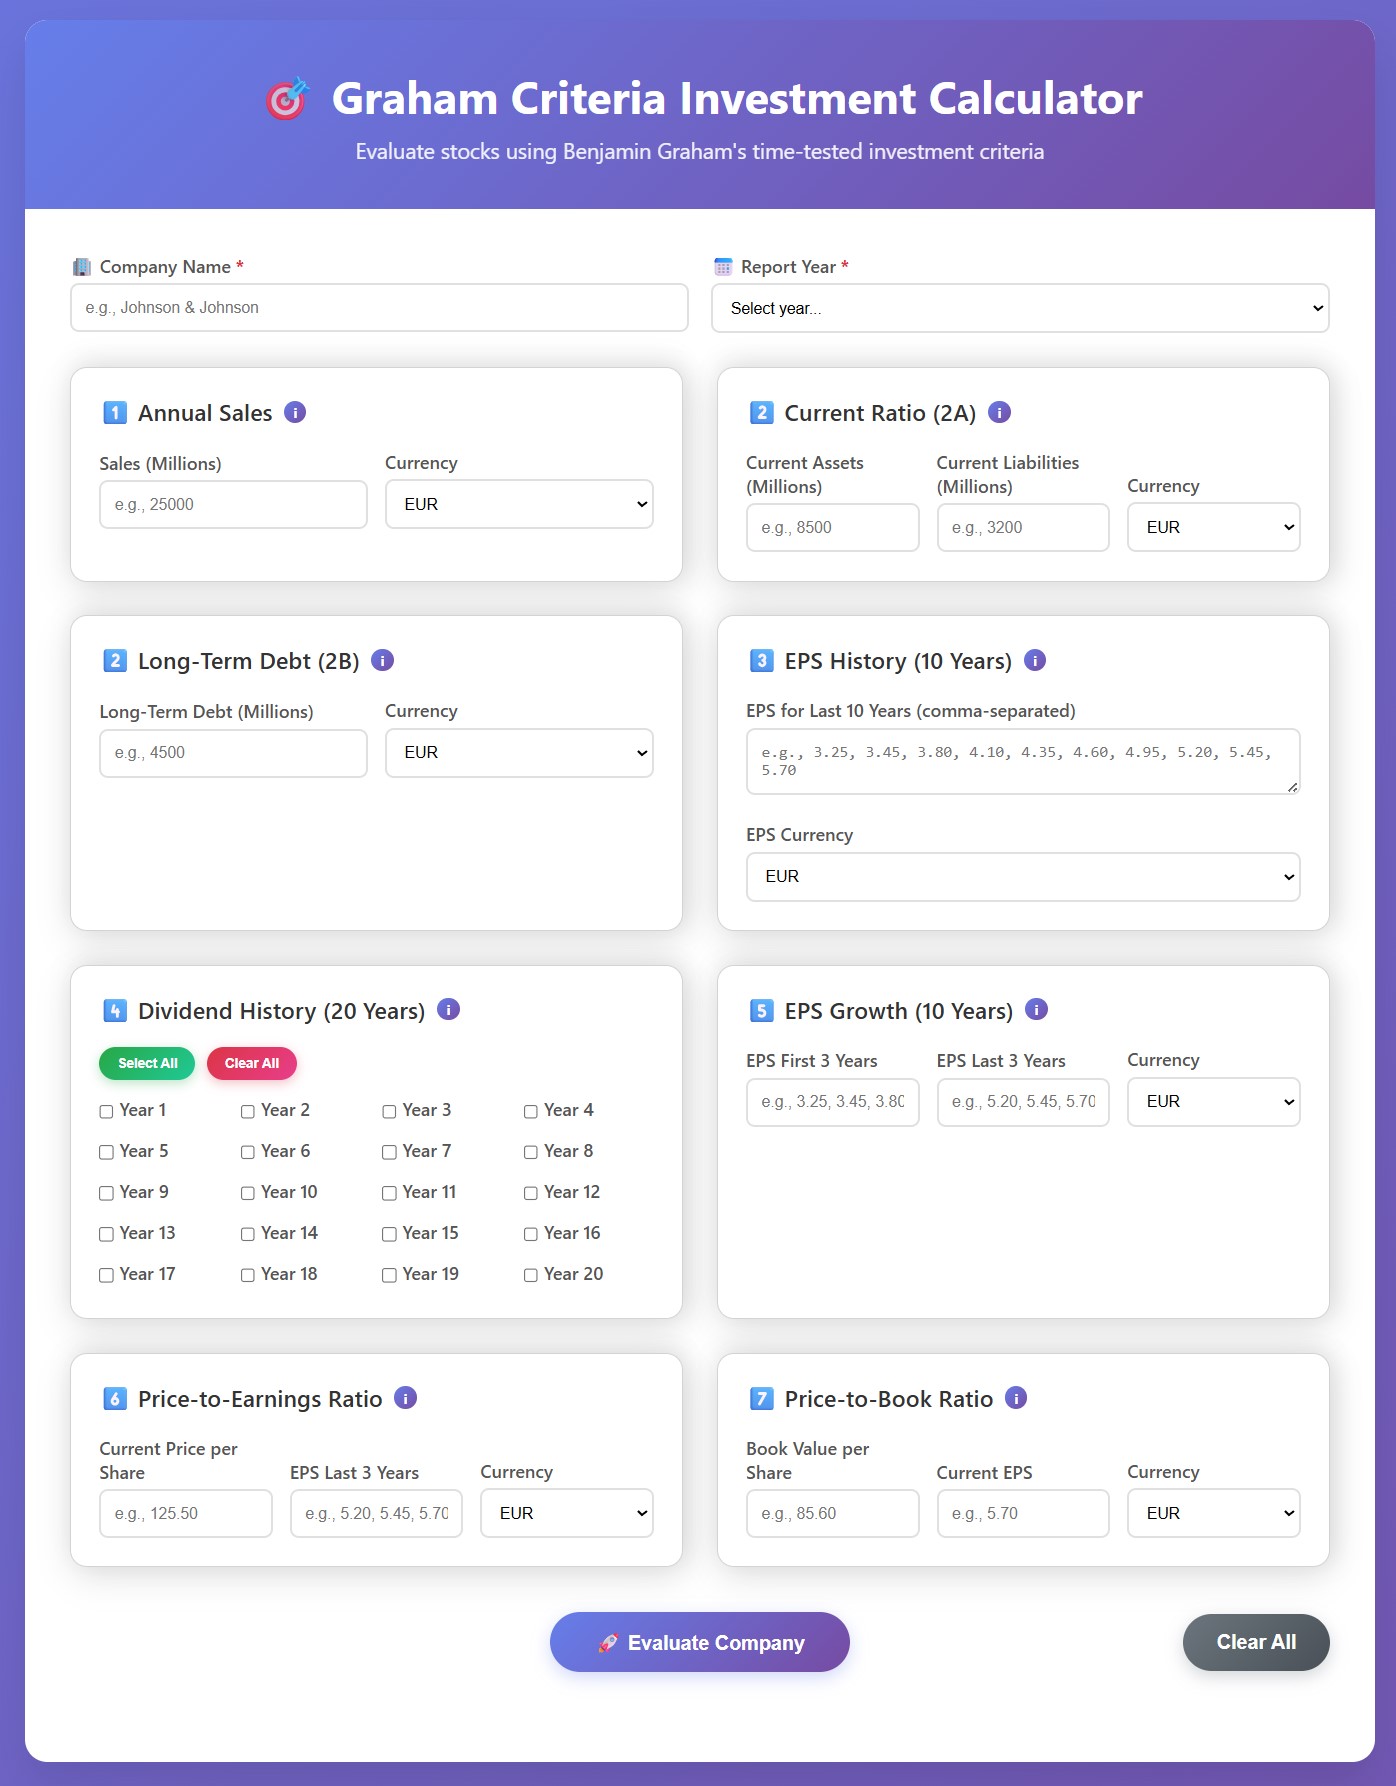 🎯 Graham Criteria Investment Calculator
Evaluate stocks using Benjamin Graham's time-tested investment criteria
Company Name *
e.g., Johnson & Johnson
Report Year *
Select year...
1 Annual Sales i
Sales (Millions)
e.g., 25000
Currency
EUR
2 Current Ratio (2A) i
Current Assets
(Millions)
e.g., 8500
Current Liabilities
(Millions)
e.g., 3200
Currency
EUR
2 Long-Term Debt (2B) i
Long-Term Debt (Millions)
e.g., 4500
Currency
EUR
3 EPS History (10 Years) i
EPS for Last 10 Years (comma-separated)
e.g., 3.25, 3.45, 3.80, 4.10, 4.35, 4.60, 4.95, 5.20, 5.45,
5.70
EPS Currency
EUR
4 Dividend History (20 Years) i
Select All Clear All
Year 1 Year 2 Year 3 Year 4
Year 5 Year 6 Year 7 Year 8
Year 9 Year 10 Year 11 Year 12
Year 13 Year 14 Year 15 Year 16
Year 17 Year 18 Year 19 Year 20
5 EPS Growth (10 Years) i
EPS First 3 Years
e.g., 3.25, 3.45, 3.80
EPS Last 3 Years
e.g., 5.20, 5.45, 5.70
Currency
EUR
6 Price-to-Earnings Ratio i
Current Price per
Share
e.g., 125.50
EPS Last 3 Years
e.g., 5.20, 5.45, 5.70
Currency
EUR
7 Price-to-Book Ratio i
Book Value per
Share
e.g., 85.60
Current EPS
e.g., 5.70
Currency
EUR
🚀 Evaluate Company
Clear All